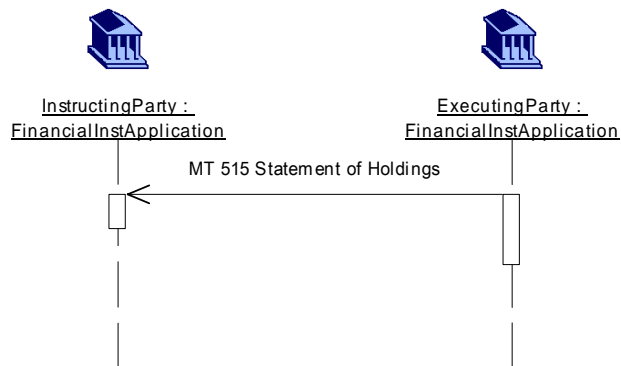 InstructingParty :
FinancialInstApplication
ExecutingParty :
FinancialInstApplication
MT 515 Statement of Holdings